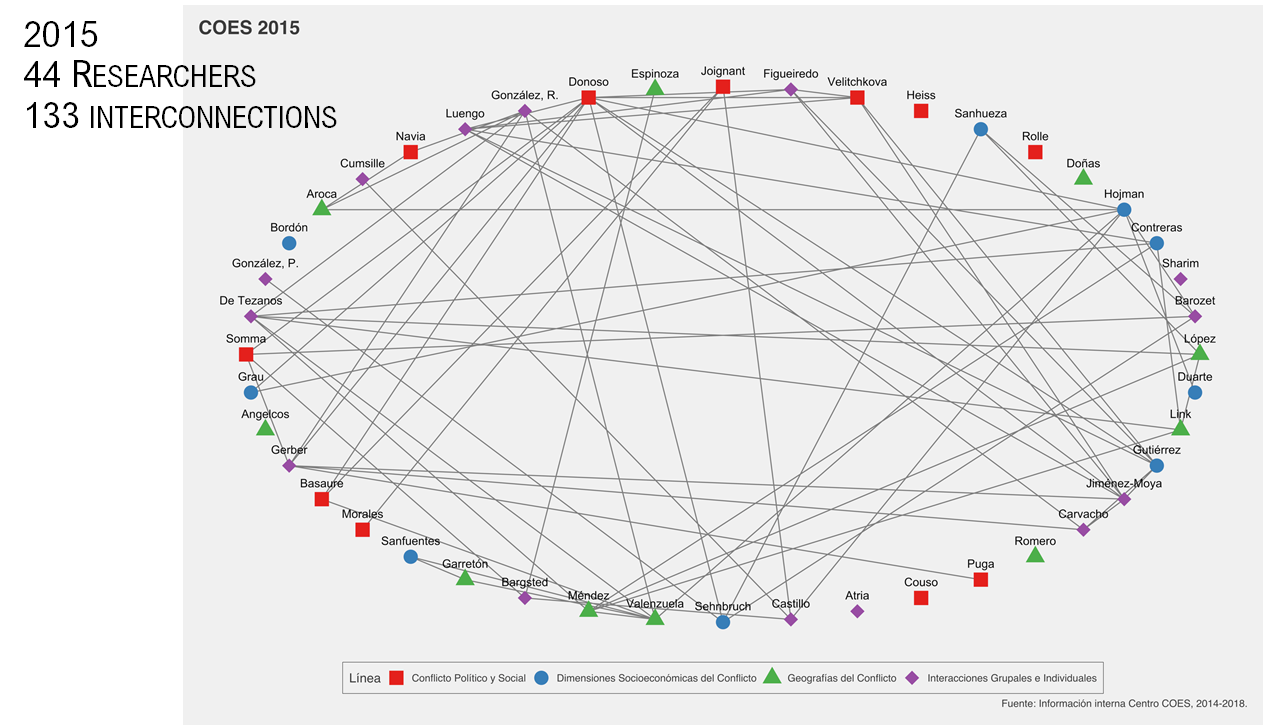 2015
44 RESEARCHERS
133 INTERCONNECTIONS
COES 2015
Joignant
Espinoza
Figueiredo
Donoso
Velitchkova
González, R.
Heiss
Luengo
Sanhueza
Navia
Rolle
Cumsille
Doñas
Aroca
Hojman
Bordón
Contreras
González, P.
Sharim
De Tezanos
Barozet
Somma
López
Grau
Duarte
Angelcos
Link
Gerber
Gutiérrez
Basaure
Jiménez-Moya
Morales
Carvacho
Sanfuentes
Romero
Garretón
Puga
Bargsted
Couso
Méndez
Atria
Valenzuela
Sehnbruch
Castillo
Línea
Conflicto Político y Social
Dimensiones Socioeconómicas del Conflicto
Geografías del Conflicto
Interacciones Grupales e Individuales
Fuente: Información interna Centro COES, 2014-2018.